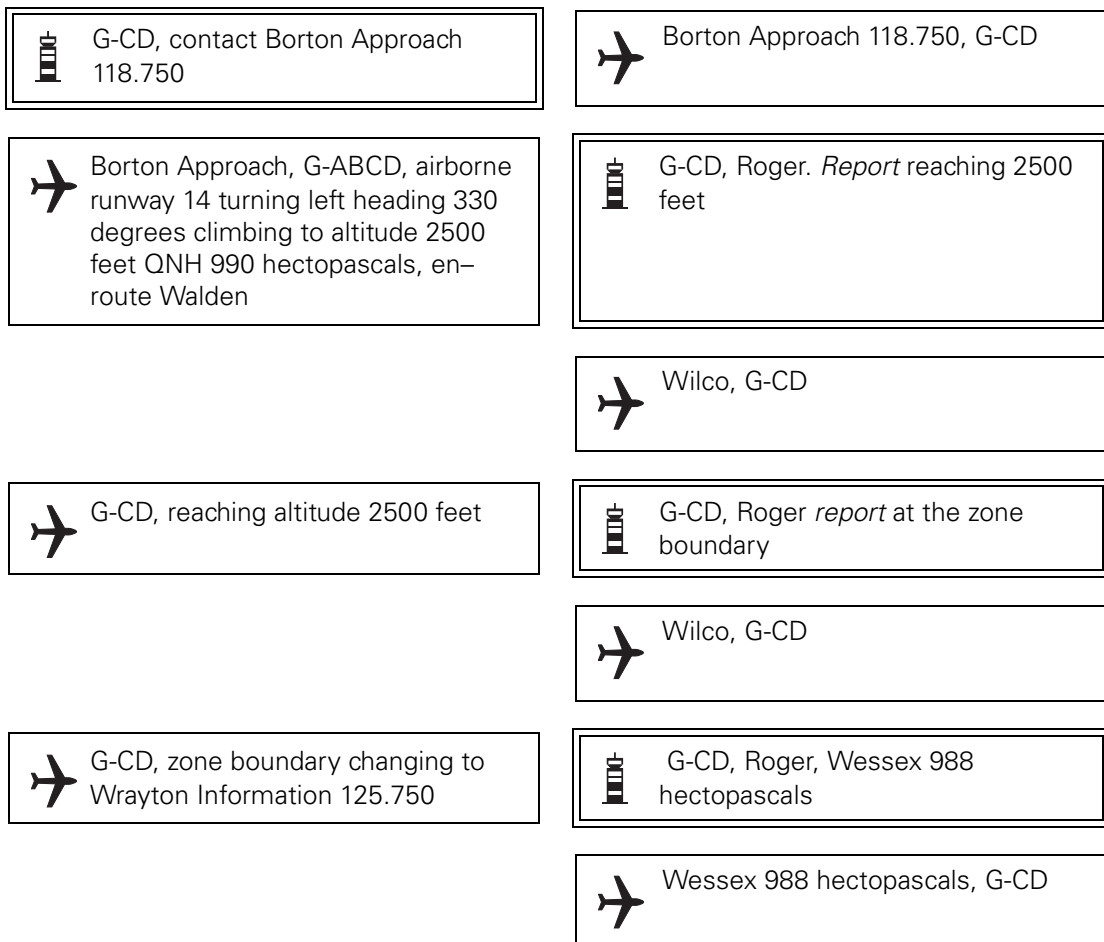 G-CD, contact Borton Approach
118.750
Borton Approach 118.750, G-CD
Borton Approach, G-ABCD, airborne
runway 14 turning left heading 330
degrees climbing to altitude 2500
feet QNH 990 hectopascals, en–
route Walden
G-CD, Roger. Report reaching 2500
feet
Wilco, G-CD
G-CD, reaching altitude 2500 feet
G-CD, Roger report at the zone
boundary
Wilco, G-CD
G-CD, zone boundary changing to
Wrayton Information 125.750
G-CD, Roger, Wessex 988
hectopascals
Wessex 988 hectopascals, G-CD